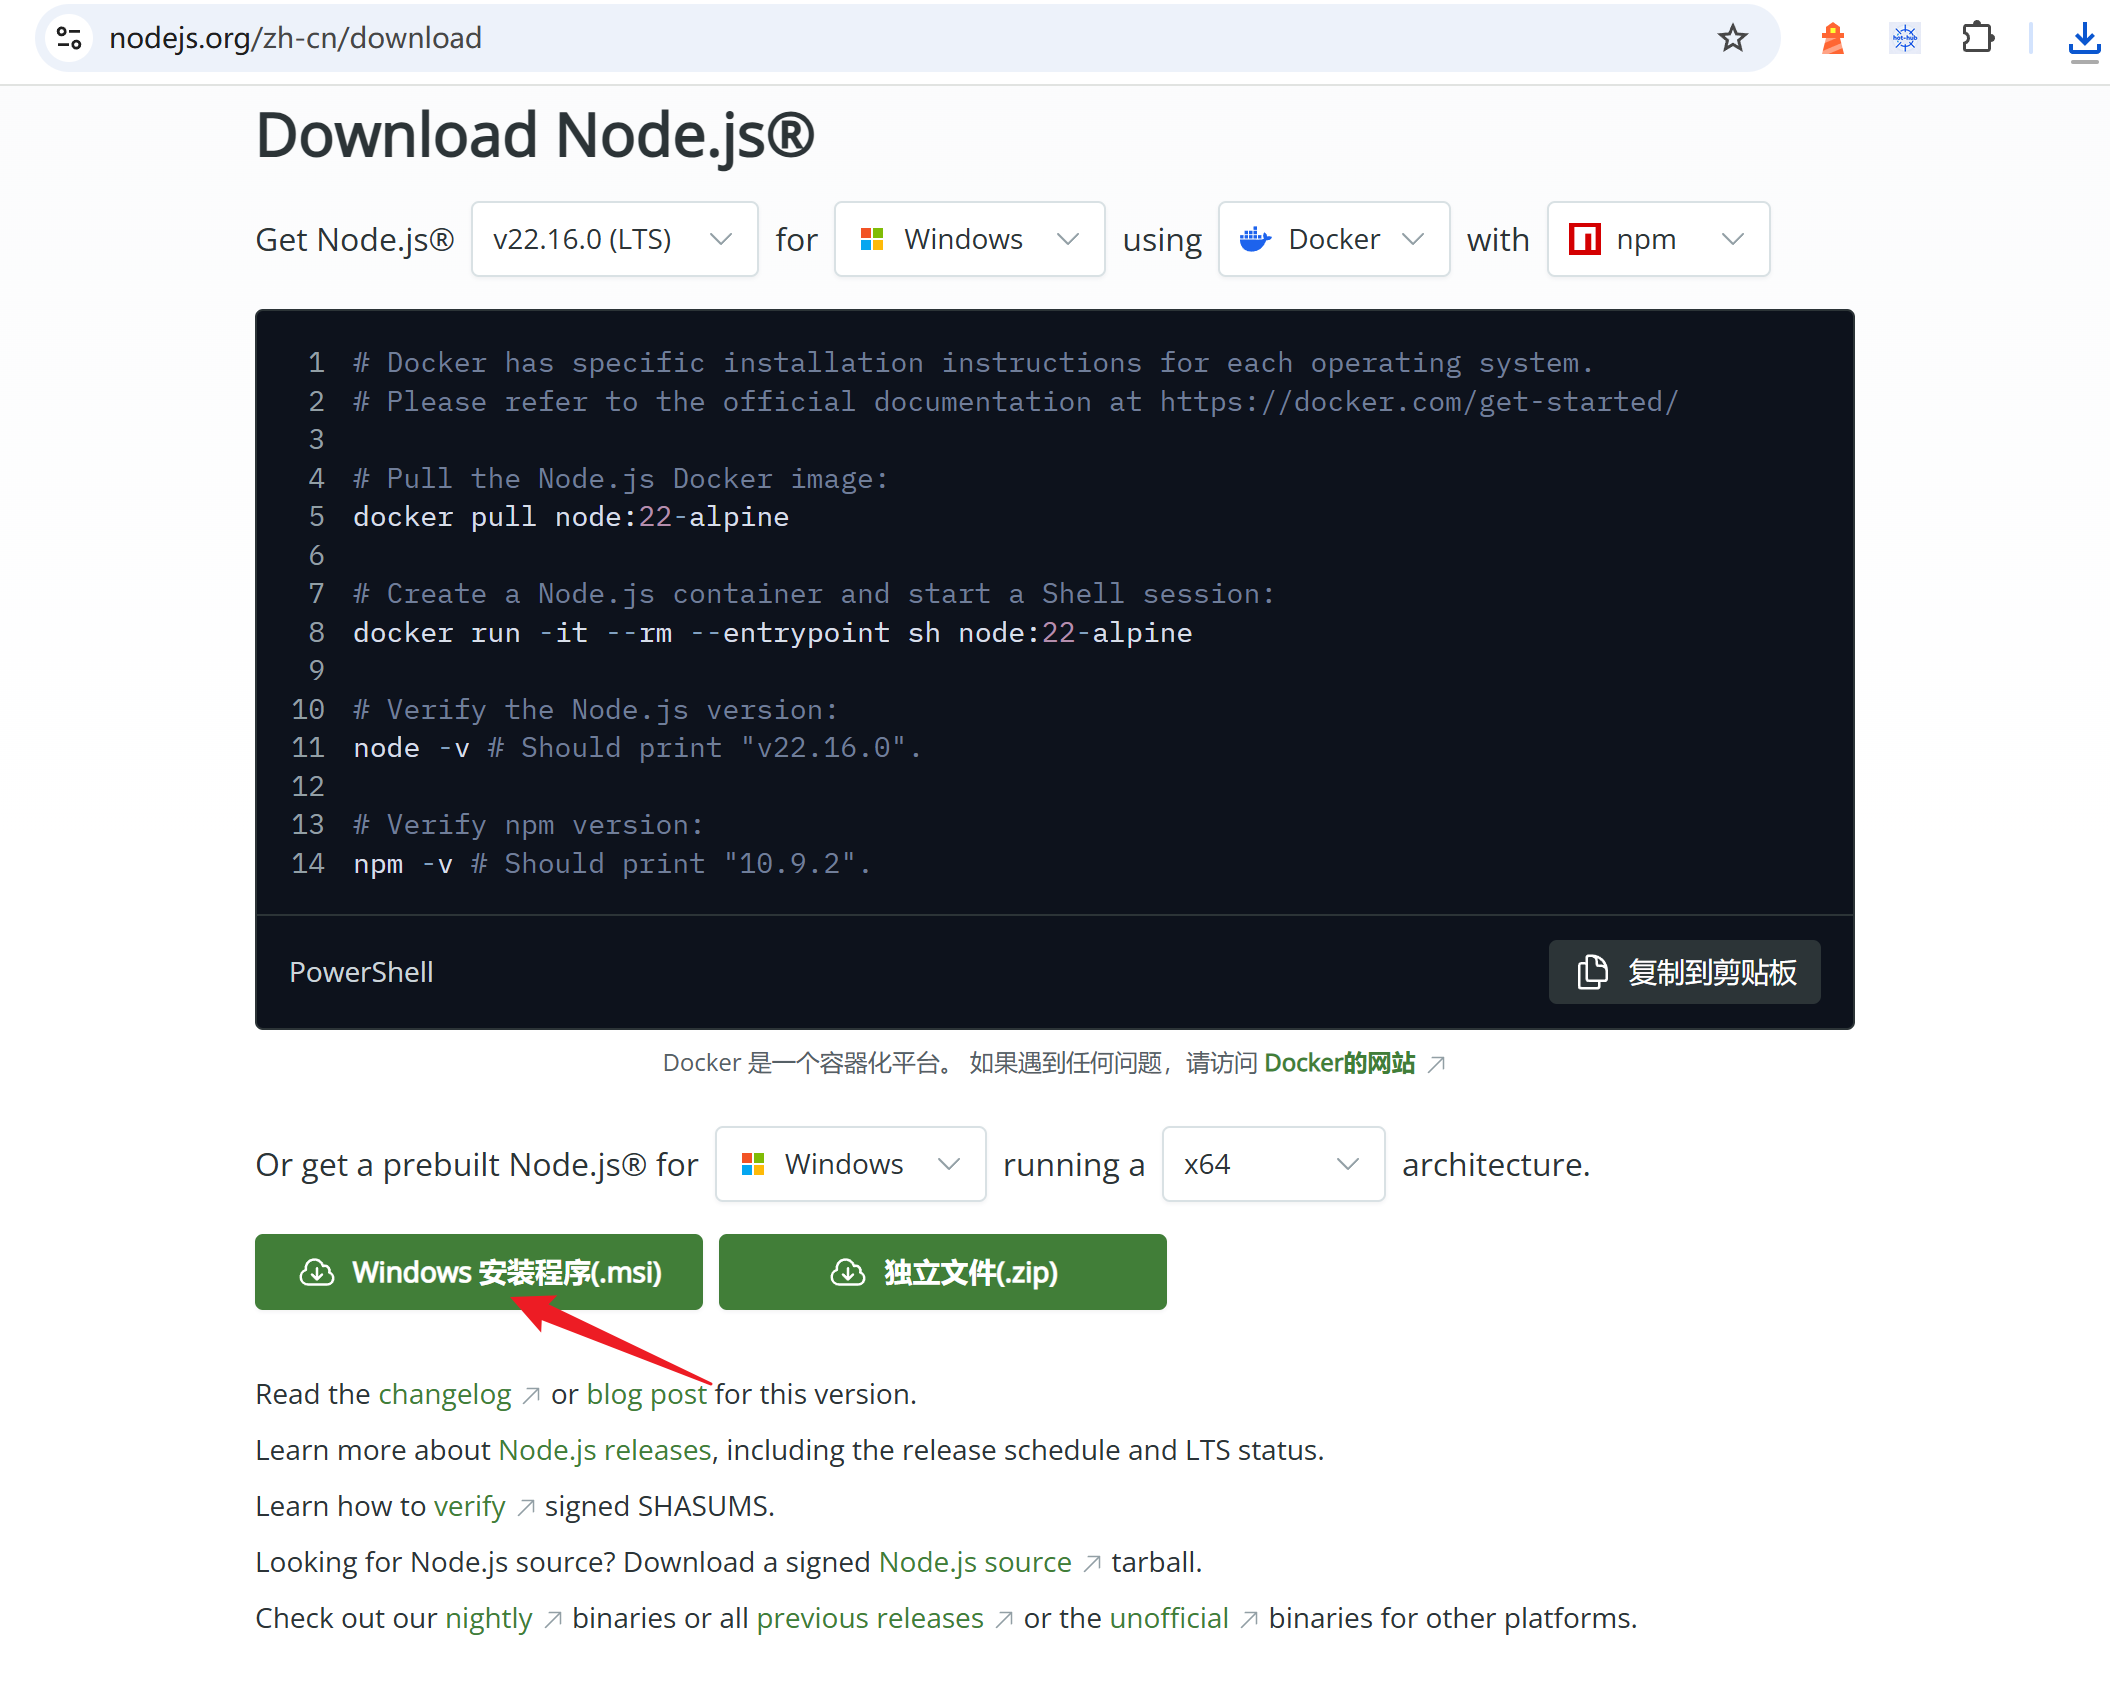 nodejs.org/zh-cn/download
Download Node.js®
Get Node.js® v22.16.0 (LTS) for Windows using Docker with npm
1 # Docker has specific installation instructions for each operating system.
2 # Please refer to the official documentation at https://docker.com/get-started/
3
4 # Pull the Node.js Docker image:
5 docker pull node:22-alpine
6
7 # Create a Node.js container and start a Shell session:
8 docker run -it --rm --entrypoint sh node:22-alpine
9
10 # Verify the Node.js version:
11 node -v # Should print "v22.16.0".
12
13 # Verify npm version:
14 npm -v # Should print "10.9.2".
PowerShell 复制到剪贴板
Docker 是一个容器化平台。 如果遇到任何问题，请访问 Docker的网站
Or get a prebuilt Node.js® for Windows running a x64 architecture.
Windows 安装程序(.msi) 独立文件(.zip)
Read the changelog or blog post for this version.
Learn more about Node.js releases, including the release schedule and LTS status.
Learn how to verify signed SHASUMS.
Looking for Node.js source? Download a signed Node.js source tarball.
Check out our nightly binaries or all previous releases or the unofficial binaries for other platforms.